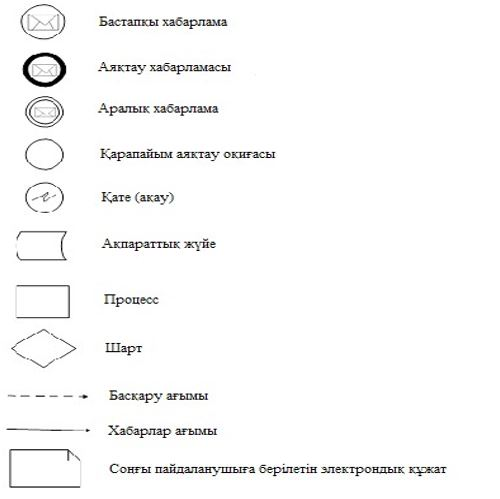 Бастапқы хабарлама
Аяқтау хабарламасы
Аралық хабарлама
Қарапайым аяқтау оқиғасы
Қате (ақау)
Ақпараттық жүйе
Процесс
Шарт
Басқару ағымы
Хабарлар ағымы
Соңғы пайдаланушыға берілетін электрондық құжат